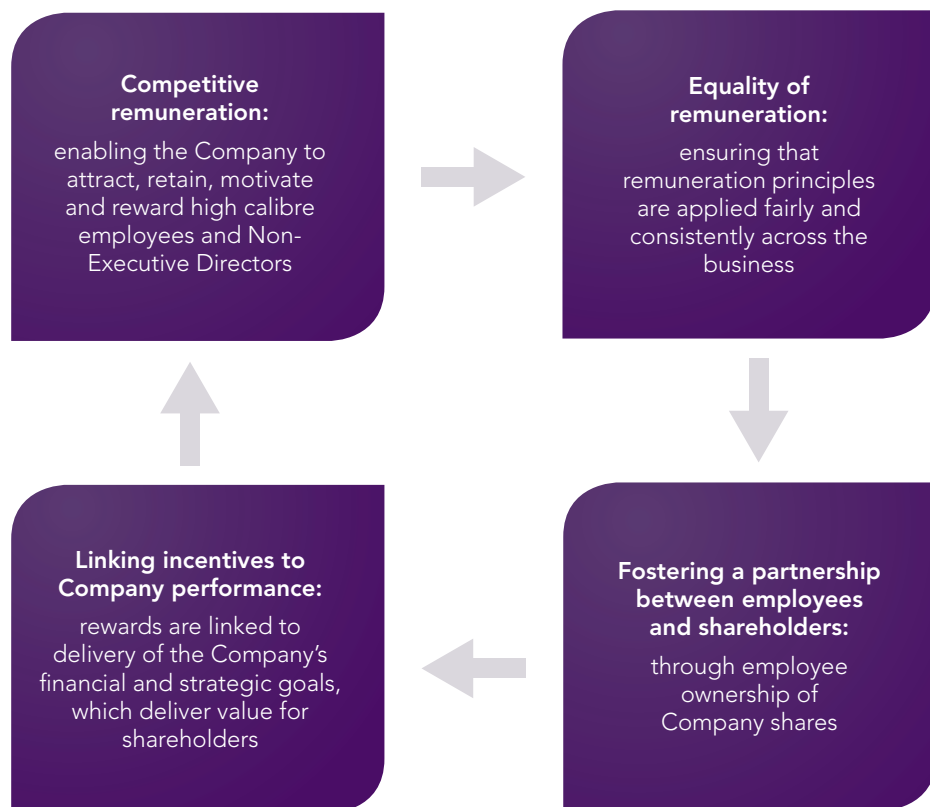 Competitive
remuneration:
enabling the Company to
attract, retain, motivate
and reward high calibre
employees and Non-
Executive Directors
Equality of
remuneration:
ensuring that
remuneration principles
are applied fairly and
consistently across the
business
Linking incentives to
Company performance:
rewards are linked to
delivery of the Company’s
financial and strategic goals,
which deliver value for
shareholders
Fostering a partnership
between employees
and shareholders:
through employee
ownership of
Company shares